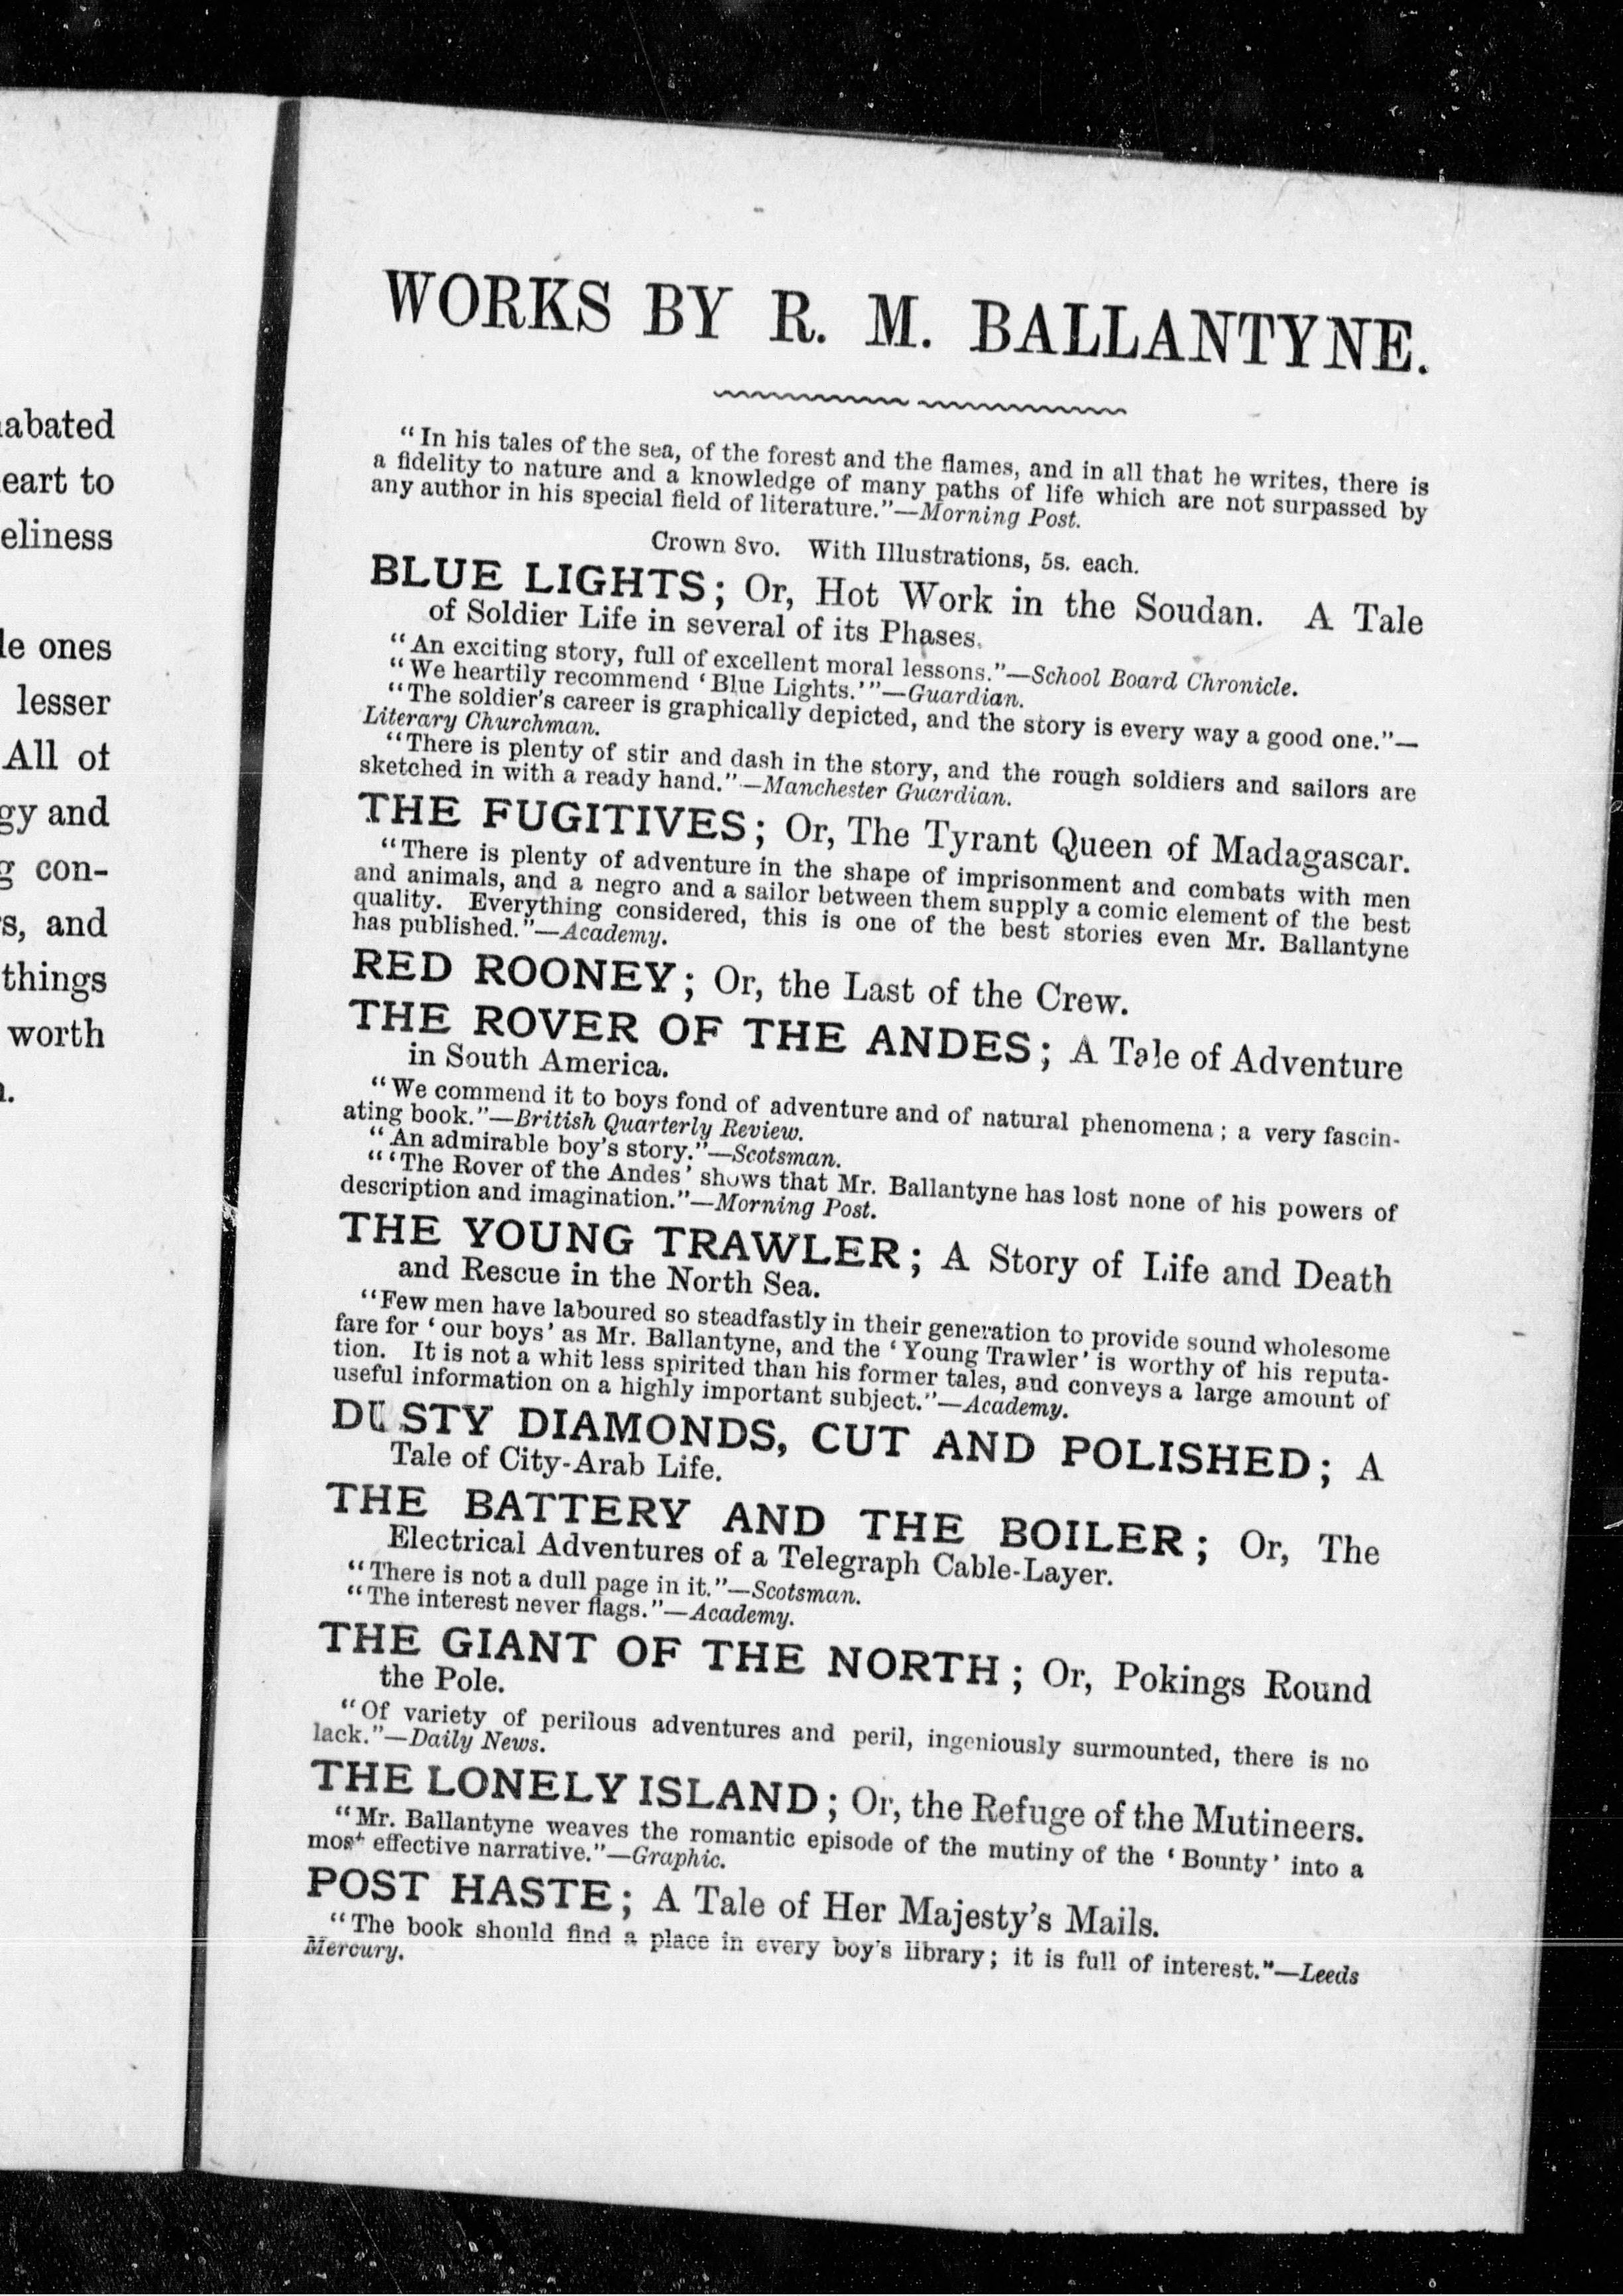 abated
eart to
eliness
le ones
lesser
All of
gy and
g con-
s, and
things
worth
WORKS BY R. M. BALLANTYNE.
"In his tales of the sea, of the forest and the flames, and in all that he writes, there is
a fidelity to nature and a knowledge of many paths of life which are not surpassed by
any author in his special field of literature."—Morning Post.
Crown 8vo. With Illustrations, 5s. each.
BLUE LIGHTS; Or, Hot Work in the Soudan. A Tale
of Soldier Life in several of its Phases.
"An exciting story, full of excellent moral lessons."—School Board Chronicle.
"We heartily recommend 'Blue Lights.'"—Guardian.
"The soldier's career is graphically depicted, and the story is every way a good one."—
Literary Churchman.
"There is plenty of stir and dash in the story, and the rough soldiers and sailors are
sketched in with a ready hand."—Manchester Guardian.
THE FUGITIVES; Or, The Tyrant Queen of Madagascar.
"There is plenty of adventure in the shape of imprisonment and combats with men
and animals, and a negro and a sailor between them supply a comic element of the best
quality. Everything considered, this is one of the best stories even Mr. Ballantyne
has published."—Academy.
RED ROONEY; Or, the Last of the Crew.
THE ROVER OF THE ANDES; A Tale of Adventure
in South America.
"We commend it to boys fond of adventure and of natural phenomena; a very fascin-
ating book."—British Quarterly Review.
"An admirable boy's story."—Scotsman.
"'The Rover of the Andes' shows that Mr. Ballantyne has lost none of his powers of
description and imagination."—Morning Post.
THE YOUNG TRAWLER; A Story of Life and Death
and Rescue in the North Sea.
"Few men have laboured so steadfastly in their generation to provide sound wholesome
fare for 'our boys' as Mr. Ballantyne, and the 'Young Trawler' is worthy of his reputa-
tion. It is not a whit less spirited than his former tales, and conveys a large amount of
useful information on a highly important subject."—Academy.
DUSTY DIAMONDS, CUT AND POLISHED; A
Tale of City-Arab Life.
THE BATTERY AND THE BOILER; Or, The
Electrical Adventures of a Telegraph Cable-Layer.
"There is not a dull page in it."—Scotsman.
"The interest never flags."—Academy.
THE GIANT OF THE NORTH; Or, Pokings Round
the Pole.
"Of variety of perilous adventures and peril, ingeniously surmounted, there is no
lack."—Daily News.
THE LONELY ISLAND; Or, the Refuge of the Mutineers.
"Mr. Ballantyne weaves the romantic episode of the mutiny of the 'Bounty' into a
most effective narrative."—Graphic.
POST HASTE; A Tale of Her Majesty's Mails.
"The book should find a place in every boy's library; it is full of interest."—Leeds
Mercury.